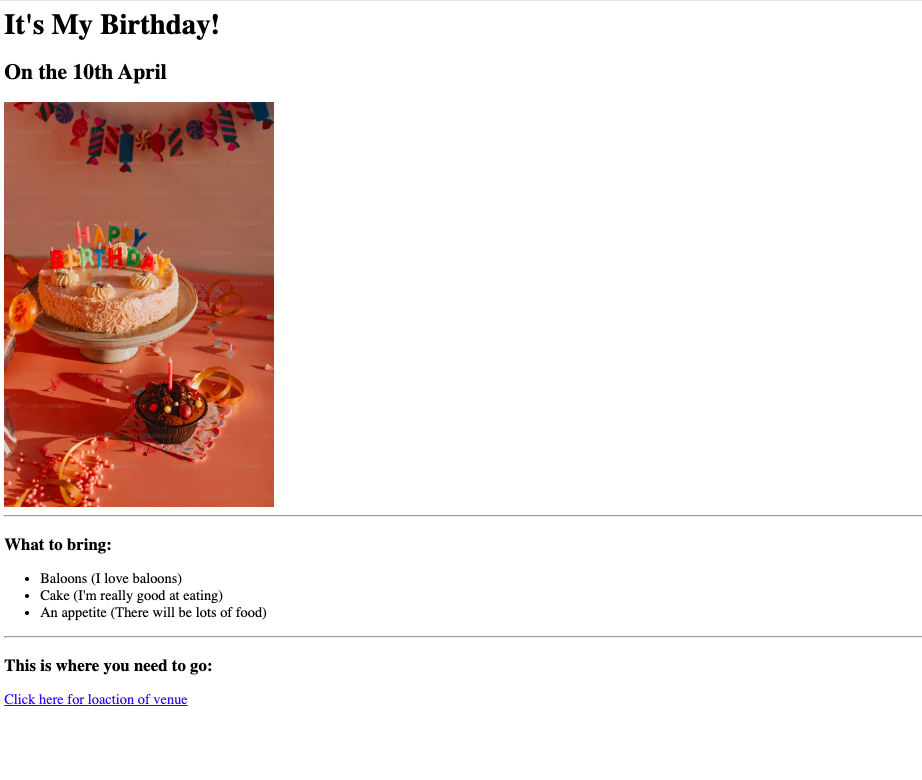 It's My Birthday!
On the 10th April
HAPPY
BIRTHDAY
What to bring:
Baloons (I love baloons)
Cake (I'm really good at eating)
An appetite (There will be lots of food)
This is where you need to go:
Click here for loaction of venue